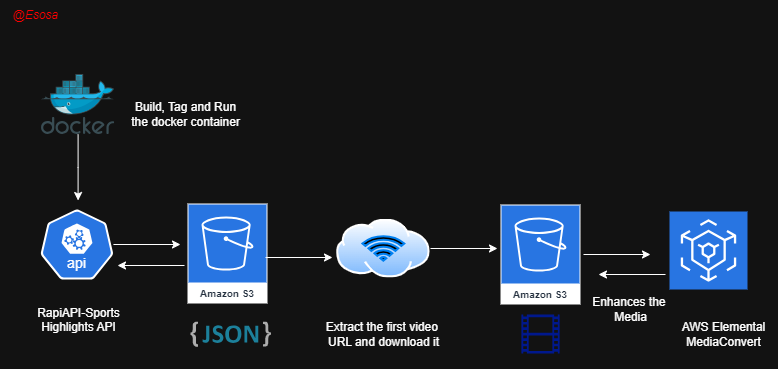 @Esosa
docker
Build, Tag and Run
the docker container
api
Amazon S3
Amazon S3
RapiAPI-Sports
Highlights API
{JSON}
Extract the first video
URL and download it
Enhances the
Media
AWS Elemental
MediaConvert